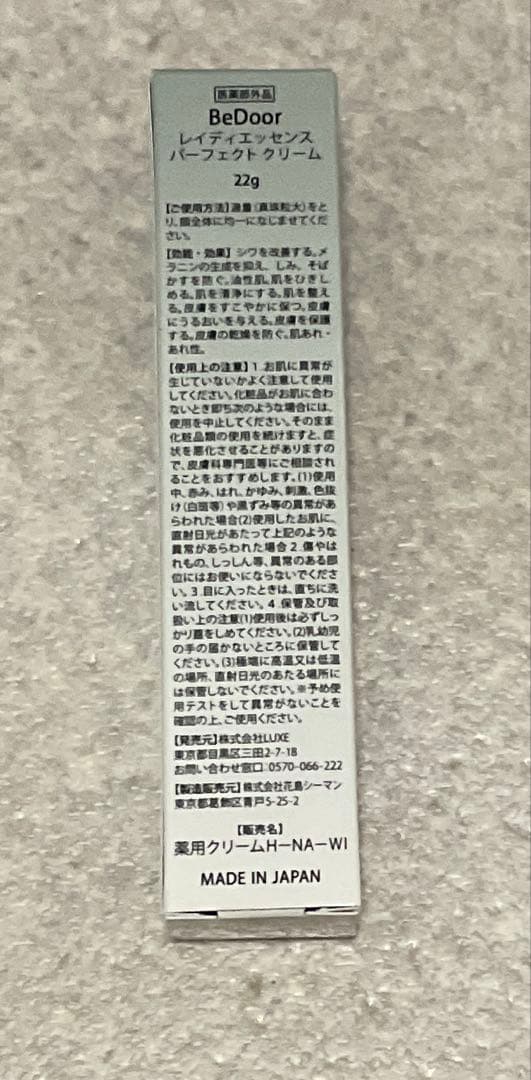 医薬部外品
BeDoor
レイディエッセンス
パーフェクト クリーム
22g
【ご使用方法】適量(真珠粒大)をと
り、顔全体に均一になじませてくだ
さい。
【効能・効果】シワを改善する。メ
ラニンの生成を抑え、しみ、そば
かすを防ぐ。油性肌。肌をひきし
める。肌を清浄にする。肌を整え
る。皮膚をすこやかに保つ。皮膚
にうるおいを与える。皮膚を保護
する。皮膚の乾燥を防ぐ。肌あれ・
あれ性。
【使用上の注意】1.お肌に異常が
生じていないかよく注意して使用
してください。化粧品がお肌に合わ
ないとき即ち次のような場合には、
使用を中止してください。そのまま
化粧品類の使用を続けますと、症
状を悪化させることがありますの
で、皮膚科専門医等にご相談され
ることをおすすめします。(1)使用
中、赤み、はれ、かゆみ、刺激、色抜
け(白斑等)や黒ずみ等の異常があ
らわれた場合(2)使用したお肌に、
直射日光があたって上記のような
異常があらわれた場合2.傷やは
れもの、しっしん等、異常のある部
位にはお使いにならないでくださ
い。3.目に入ったときは、直ちに洗
い流してください。4.保管及び取
扱い上の注意(1)使用後は必ずしっ
かり蓋をしめてください。(2)乳幼児
の手の届かないところに保管して
ください。(3)極端に高温又は低温
の場所、直射日光のあたる場所に
は保管しないでください。※予め使
用テストをして異常がないことを
確認の上、ご使用ください。
【発売元】株式会社LUXE
東京都目黒区三田2-7-18
お問い合わせ窓口:0570-066-222
【製造販売元】株式会社花島シーマン
東京都葛飾区青戸5-25-2
【販売名】
薬用クリームH−NA−WI
MADE IN JAPAN